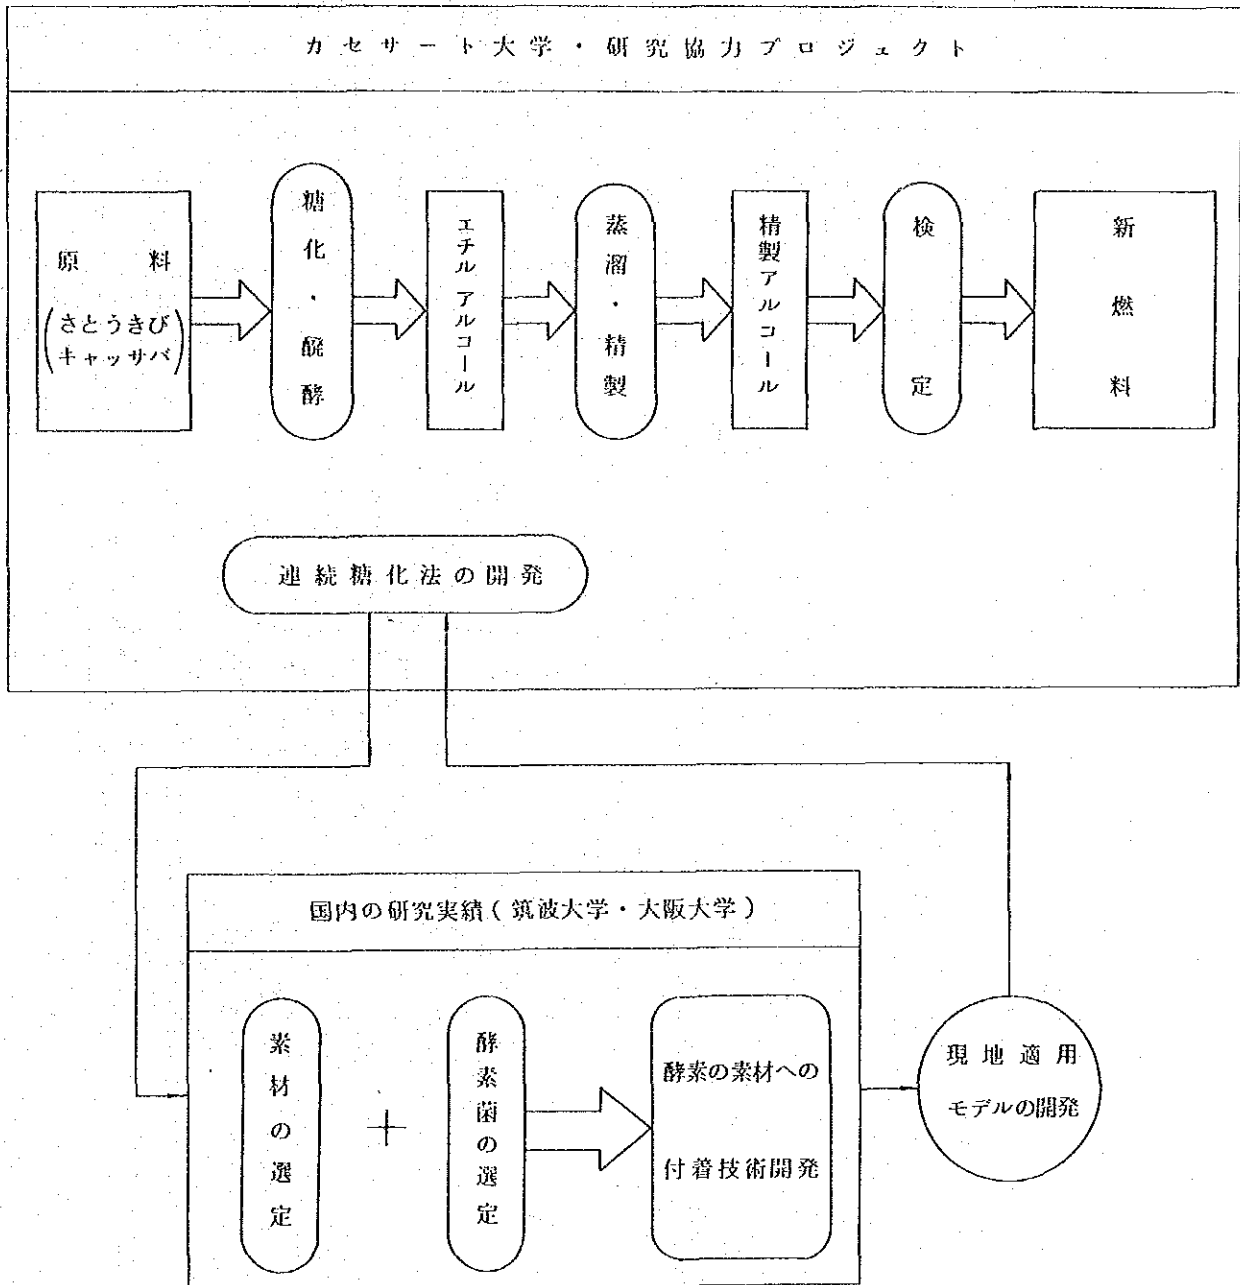 カセサート大学・研究協力プロジェクト
原料
(さとうきび
キャッサバ)
糖化・醗酵
エチルアルコール
蒸溜・精製
精製アルコール
検定
新燃料
連続糖化法の開発
国内の研究実績(筑波大学・大阪大学)
素材の選定
+
酵素菌の選定
酵素の素材への
付着技術開発
現地適用
モデルの開発